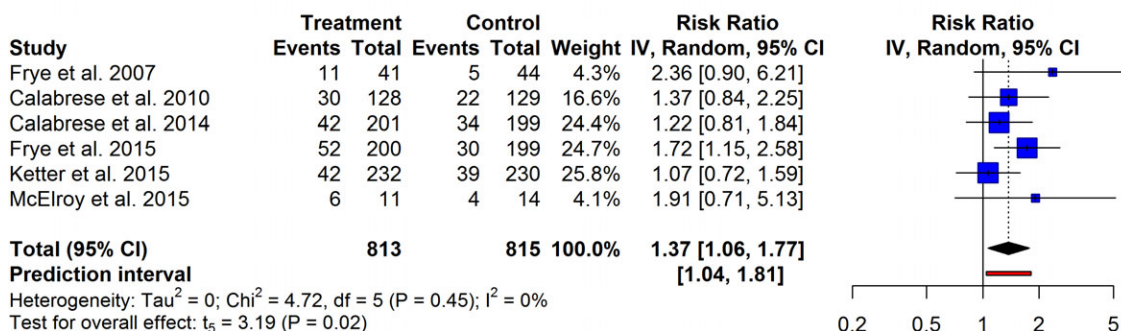 Treatment Control Risk Ratio Risk Ratio
Study Events Total Events Total Weight IV, Random, 95% CI IV, Random, 95% CI
Frye et al. 2007 11 41 5 44 4.3% 2.36 [0.90, 6.21]
Calabrese et al. 2010 30 128 22 129 16.6% 1.37 [0.84, 2.25]
Calabrese et al. 2014 42 201 34 199 24.4% 1.22 [0.81, 1.84]
Frye et al. 2015 52 200 30 199 24.7% 1.72 [1.15, 2.58]
Ketter et al. 2015 42 232 39 230 25.8% 1.07 [0.72, 1.59]
McElroy et al. 2015 6 11 4 14 4.1% 1.91 [0.71, 5.13]
Total (95% CI) 813 815 100.0% 1.37 [1.06, 1.77]
Prediction interval [1.04, 1.81]
Heterogeneity: Tau² = 0; Chi² = 4.72, df = 5 (P = 0.45); I² = 0%
Test for overall effect: t₅ = 3.19 (P = 0.02)
0.2 0.5 1 2 5